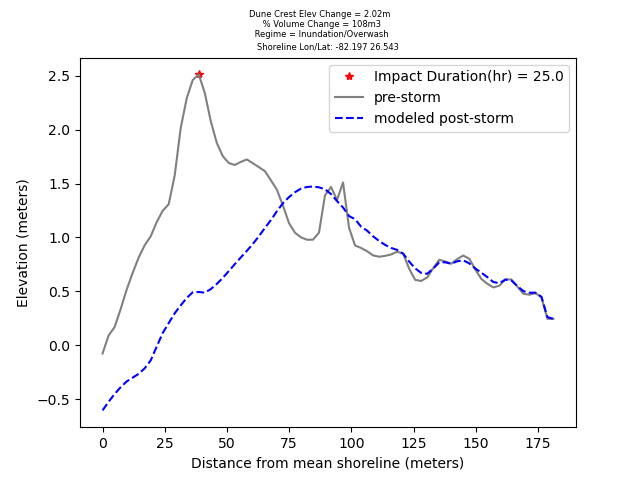 Dune Crest Elev Change = 2.02m
% Volume Change = 108m3
Regime = Inundation/Overwash
Shoreline Lon/Lat: -82.197 26.543
Impact Duration(hr) = 25.0
pre-storm
modeled post-storm
Elevation (meters)
2.5
2.0
1.5
1.0
0.5
0.0
−0.5
0 25 50 75 100 125 150 175
Distance from mean shoreline (meters)